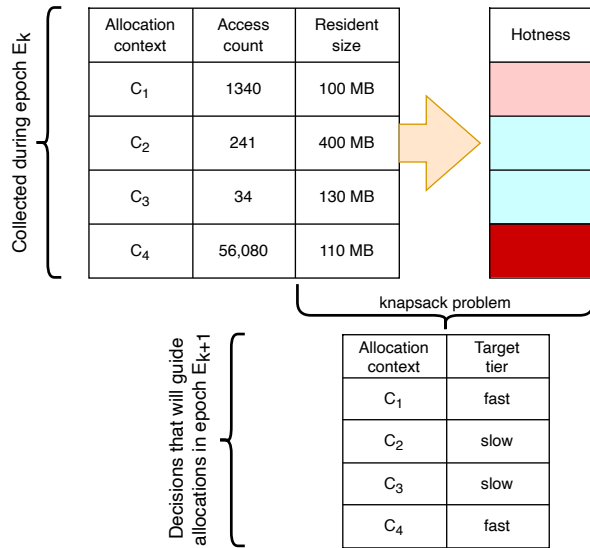 Collected during epoch Eₖ
Allocation context Access count Resident size
C₁ 1340 100 MB
C₂ 241 400 MB
C₃ 34 130 MB
C₄ 56,080 110 MB
Hotness
knapsack problem
Decisions that will guide
allocations in epoch Eₖ₊₁
Allocation context Target tier
C₁ fast
C₂ slow
C₃ slow
C₄ fast